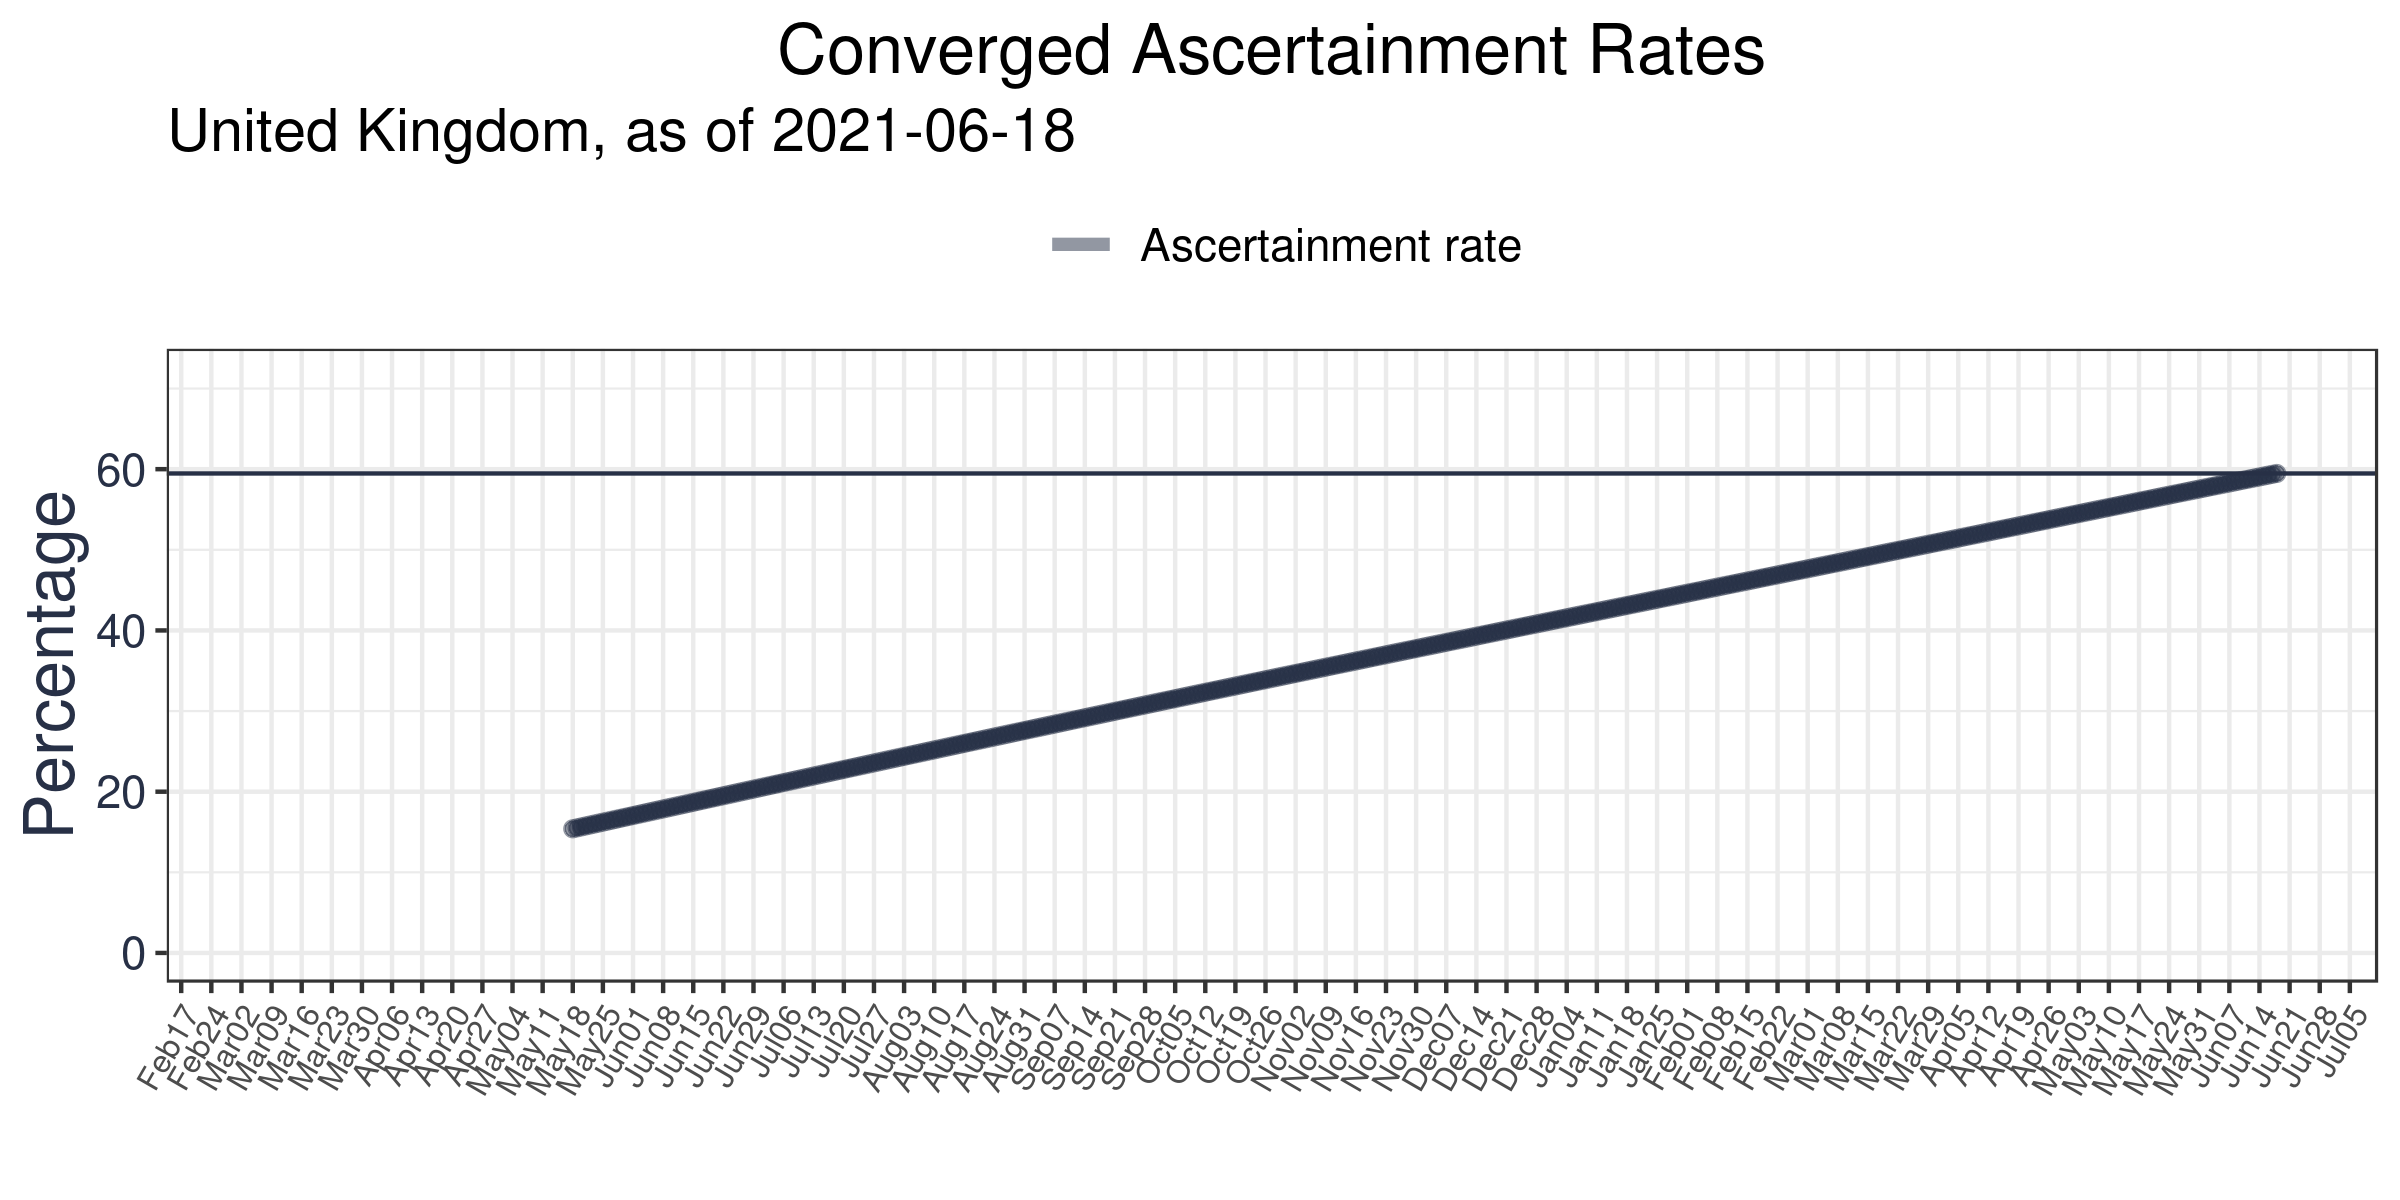 Converged Ascertainment Rates
United Kingdom, as of 2021-06-18
Ascertainment rate
Percentage
60
40
20
0
Feb17
Feb24
Mar02
Mar09
Mar16
Mar23
Mar30
Apr06
Apr13
Apr20
Apr27
May04
May11
May18
May25
Jun01
Jun08
Jun15
Jun22
Jun29
Jul06
Jul13
Jul20
Jul27
Aug03
Aug10
Aug17
Aug24
Aug31
Sep07
Sep14
Sep21
Sep28
Oct05
Oct12
Oct19
Oct26
Nov02
Nov09
Nov16
Nov23
Nov30
Dec07
Dec14
Dec21
Dec28
Jan04
Jan11
Jan18
Jan25
Feb01
Feb08
Feb15
Feb22
Mar01
Mar08
Mar15
Mar22
Mar29
Apr05
Apr12
Apr19
Apr26
May03
May10
May17
May24
May31
Jun07
Jun14
Jun21
Jun28
Jul05